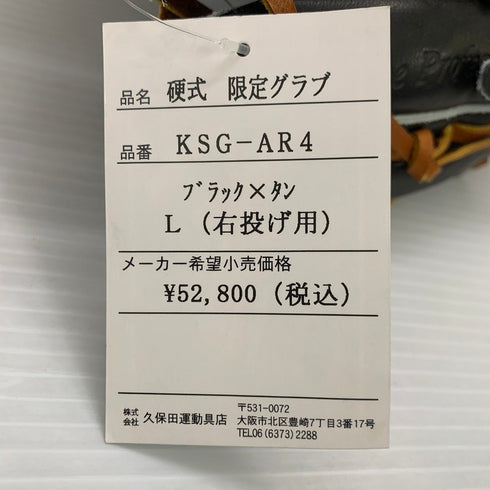 品名 硬式 限定グラブ
品番 KSG-AR4
ブラック×タン
L (右投げ用)
メーカー希望小売価格
¥52,800 (税込)
株式会社 久保田運動具店
〒531-0072
大阪市北区豊崎7丁目3番17号
TEL06(6373)2288